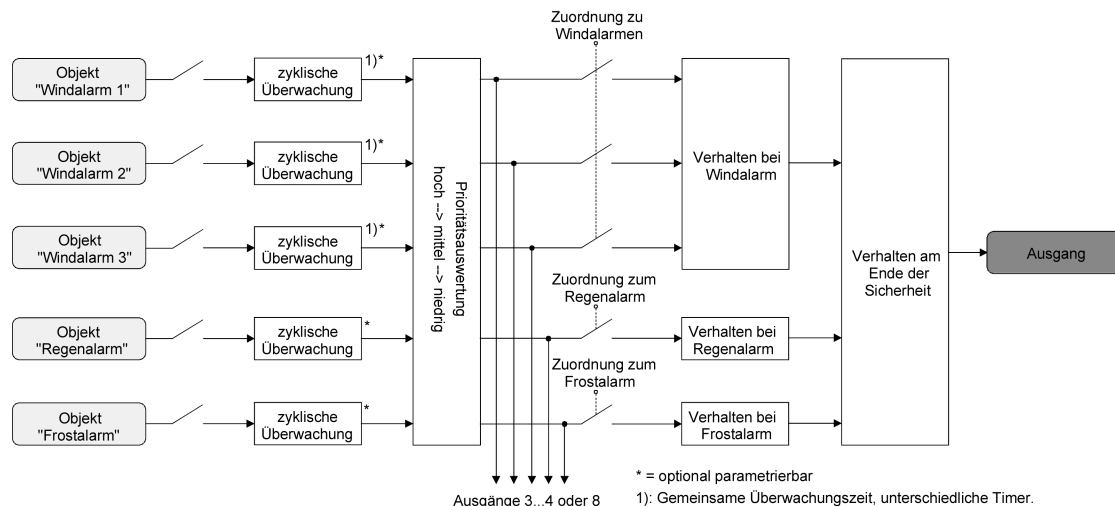 Zuordnung zu
Windalarmen
Objekt
"Windalarm 1"
zyklische
Überwachung
1)*
Objekt
"Windalarm 2"
zyklische
Überwachung
1)*
Objekt
"Windalarm 3"
zyklische
Überwachung
1)*
Objekt
"Regenalarm"
zyklische
Überwachung
*
Objekt
"Frostalarm"
zyklische
Überwachung
*
Prioritätsauswertung
hoch --> mittel --> niedrig
Verhalten bei
Windalarm
Zuordnung zum
Regenalarm
Verhalten bei
Regenalarm
Zuordnung zum
Frostalarm
Verhalten bei
Frostalarm
Verhalten am
Ende der
Sicherheit
Ausgang
Ausgänge 3...4 oder 8
* = optional parametrierbar
1): Gemeinsame Überwachungszeit, unterschiedliche Timer.